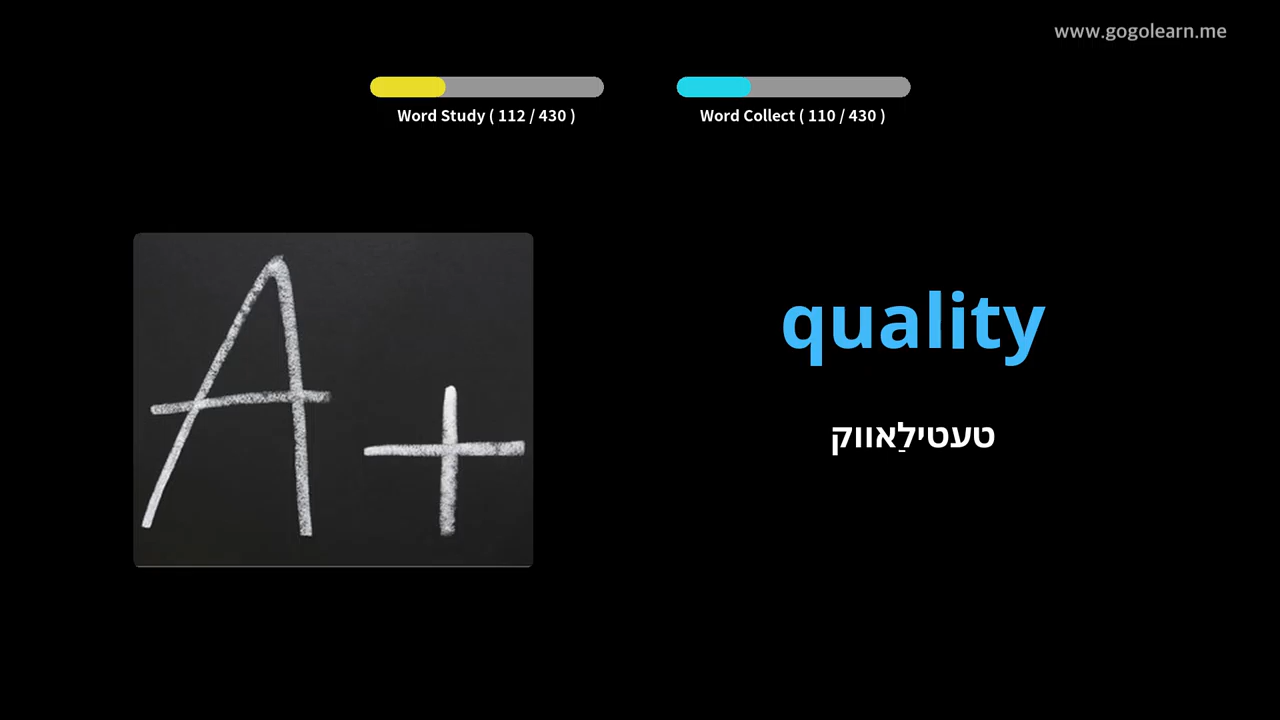 www.gogolearn.me
Word Study ( 112 / 430 )
Word Collect ( 110 / 430 )
A+
quality
טעטילַאווק